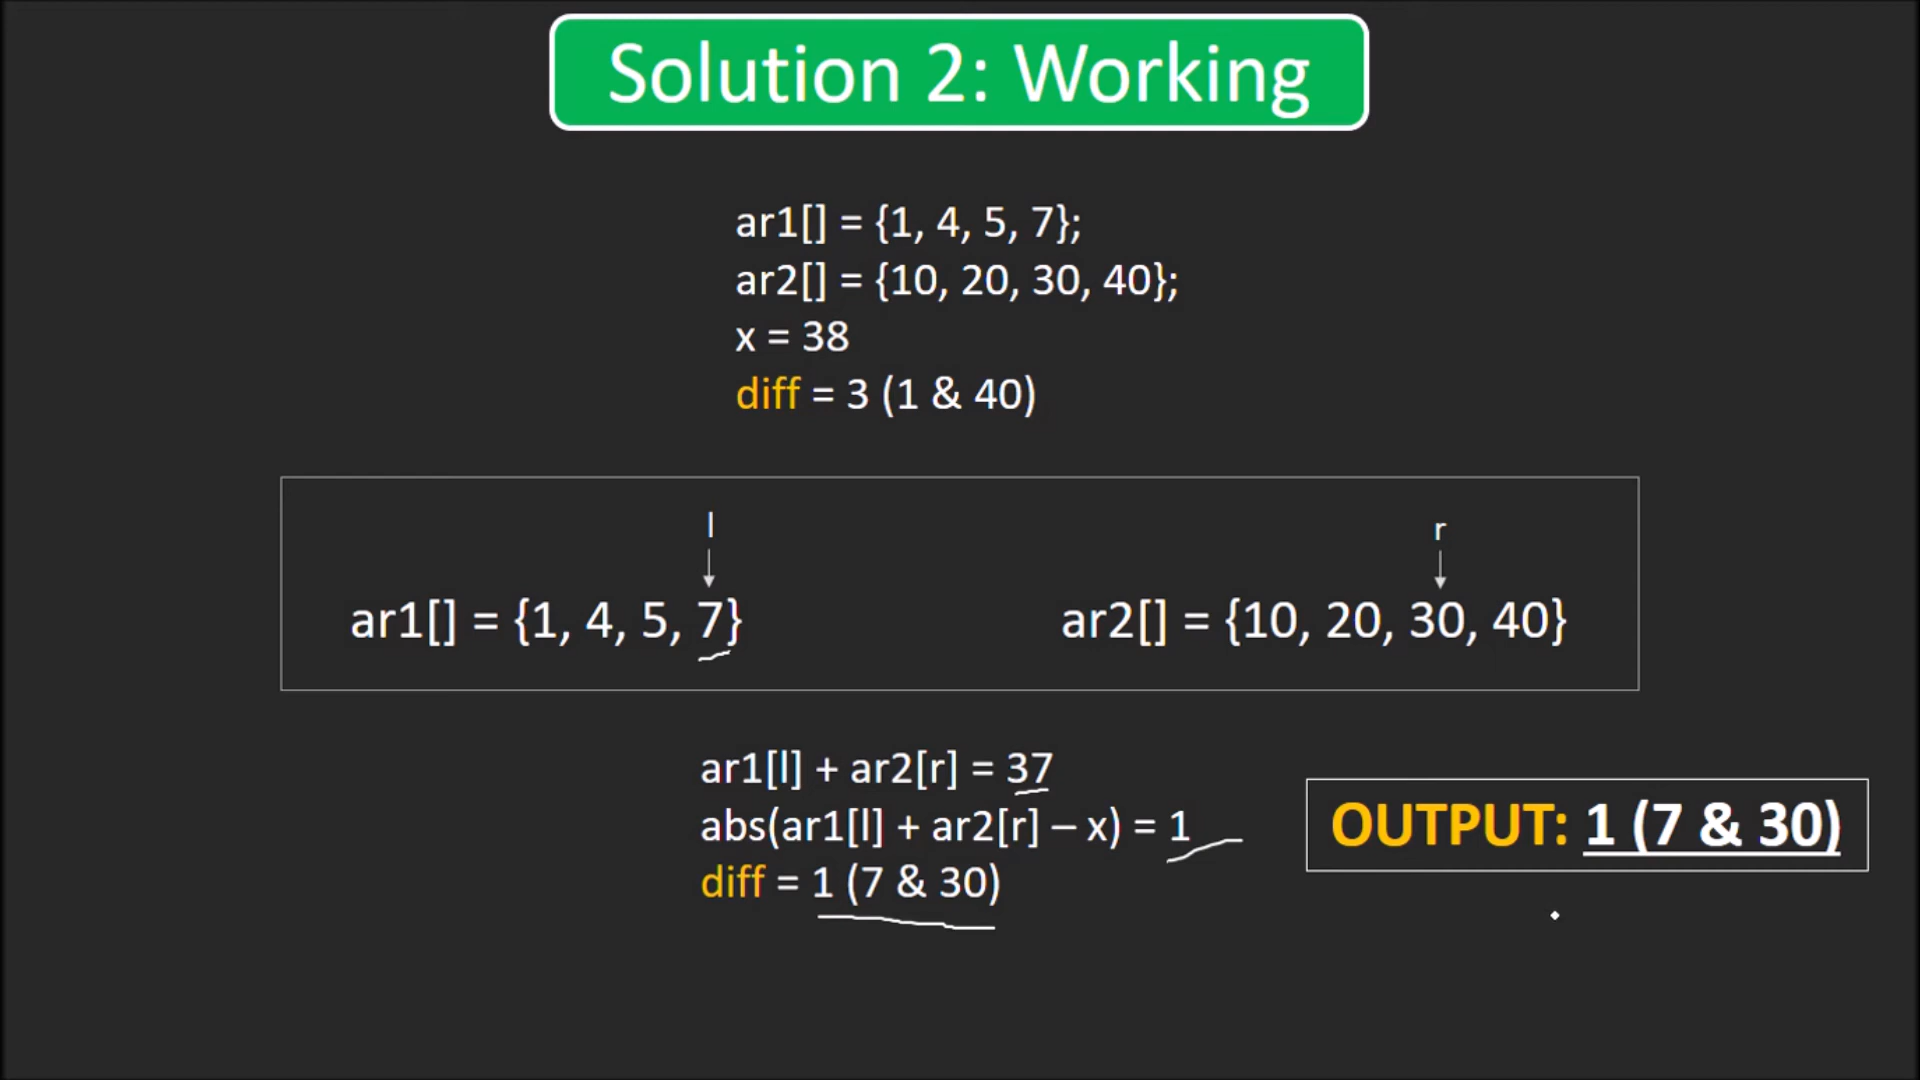 Solution 2: Working
ar1[] = {1, 4, 5, 7};
ar2[] = {10, 20, 30, 40};
x = 38
diff = 3 (1 & 40)
l
r
ar1[] = {1, 4, 5, 7}
ar2[] = {10, 20, 30, 40}
ar1[l] + ar2[r] = 37
abs(ar1[l] + ar2[r] – x) = 1
diff = 1 (7 & 30)
OUTPUT: 1 (7 & 30)